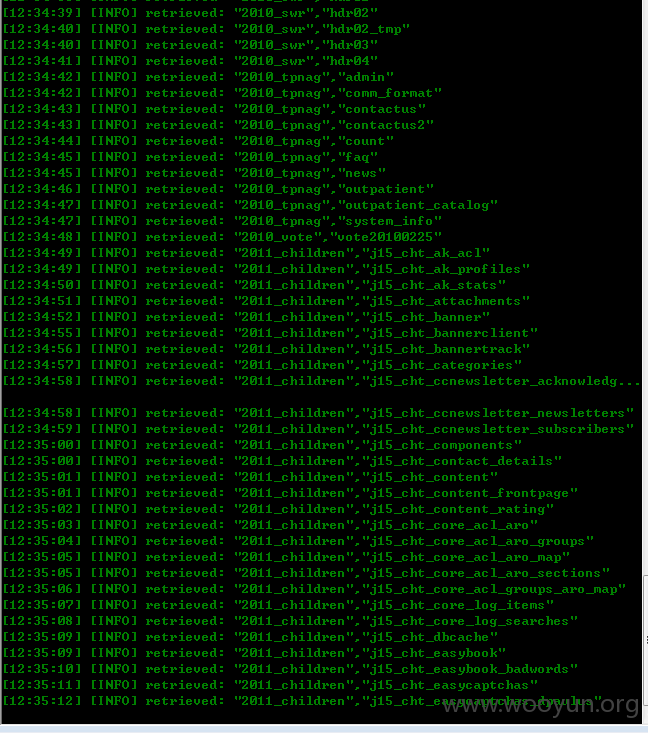 [12:34:40] [INFO] retrieved: "2010_swr","hdr02_tmp"
[12:34:40] [INFO] retrieved: "2010_swr","hdr03"
[12:34:41] [INFO] retrieved: "2010_swr","hdr04"
[12:34:42] [INFO] retrieved: "2010_tpnag","admin"
[12:34:42] [INFO] retrieved: "2010_tpnag","comm_format"
[12:34:43] [INFO] retrieved: "2010_tpnag","contactus"
[12:34:43] [INFO] retrieved: "2010_tpnag","contactus2"
[12:34:44] [INFO] retrieved: "2010_tpnag","count"
[12:34:45] [INFO] retrieved: "2010_tpnag","faq"
[12:34:45] [INFO] retrieved: "2010_tpnag","news"
[12:34:46] [INFO] retrieved: "2010_tpnag","outpatient"
[12:34:47] [INFO] retrieved: "2010_tpnag","outpatient_catalog"
[12:34:47] [INFO] retrieved: "2010_tpnag","system_info"
[12:34:48] [INFO] retrieved: "2010_vote","vote20100225"
[12:34:49] [INFO] retrieved: "2011_children","j15_cht_ak_acl"
[12:34:49] [INFO] retrieved: "2011_children","j15_cht_ak_profiles"
[12:34:50] [INFO] retrieved: "2011_children","j15_cht_ak_stats"
[12:34:51] [INFO] retrieved: "2011_children","j15_cht_attachments"
[12:34:52] [INFO] retrieved: "2011_children","j15_cht_banner"
[12:34:55] [INFO] retrieved: "2011_children","j15_cht_bannerclient"
[12:34:56] [INFO] retrieved: "2011_children","j15_cht_bannertrack"
[12:34:57] [INFO] retrieved: "2011_children","j15_cht_categories"
[12:34:58] [INFO] retrieved: "2011_children","j15_cht_ccnewsletter_acknowledg...
[12:34:58] [INFO] retrieved: "2011_children","j15_cht_ccnewsletter_newsletters"
[12:34:59] [INFO] retrieved: "2011_children","j15_cht_ccnewsletter_subscribers"
[12:35:00] [INFO] retrieved: "2011_children","j15_cht_components"
[12:35:00] [INFO] retrieved: "2011_children","j15_cht_contact_details"
[12:35:01] [INFO] retrieved: "2011_children","j15_cht_content"
[12:35:01] [INFO] retrieved: "2011_children","j15_cht_content_frontpage"
[12:35:02] [INFO] retrieved: "2011_children","j15_cht_content_rating"
[12:35:03] [INFO] retrieved: "2011_children","j15_cht_core_acl_aro"
[12:35:04] [INFO] retrieved: "2011_children","j15_cht_core_acl_aro_groups"
[12:35:05] [INFO] retrieved: "2011_children","j15_cht_core_acl_aro_map"
[12:35:05] [INFO] retrieved: "2011_children","j15_cht_core_acl_aro_sections"
[12:35:06] [INFO] retrieved: "2011_children","j15_cht_core_acl_groups_aro_map"
[12:35:07] [INFO] retrieved: "2011_children","j15_cht_core_log_items"
[12:35:08] [INFO] retrieved: "2011_children","j15_cht_core_log_searches"
[12:35:09] [INFO] retrieved: "2011_children","j15_cht_dbcache"
[12:35:09] [INFO] retrieved: "2011_children","j15_cht_easybook"
[12:35:10] [INFO] retrieved: "2011_children","j15_cht_easybook_badwords"
[12:35:11] [INFO] retrieved: "2011_children","j15_cht_easycaptchas"
[12:35:12] [INFO] retrieved: "2011_children","j15_cht_easycaptchas_dpaulus"
www.wooyun.org